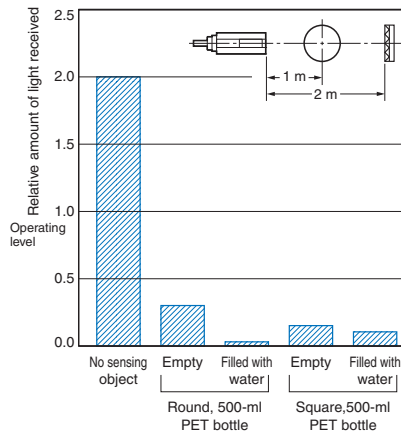 Relative amount of light received
2.5
2.0
1.5
1.0
Operating
level
0.5
0.0
1 m
2 m
No sensing
object
Empty
Filled with
water
Empty
Filled with
water
Round, 500-ml
PET bottle
Square,500-ml
PET bottle